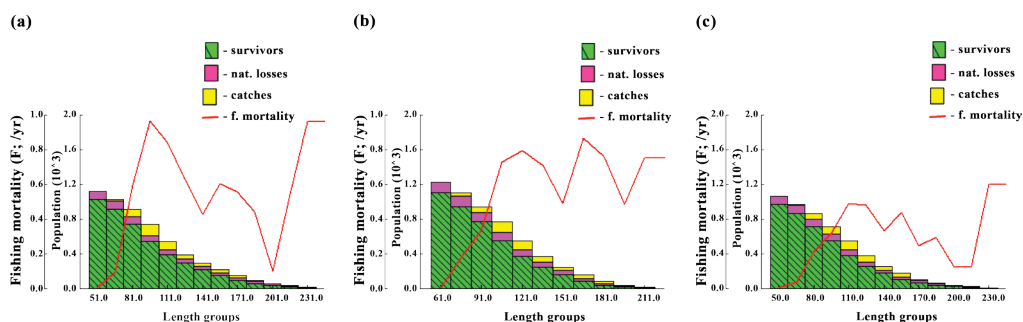 (a)
- survivors
- nat. losses
- catches
- f. mortality
Fishing mortality (F; /yr)
1.0
0.8
0.6
0.4
0.2
0.0
Population (10^3)
2.0
1.6
1.2
0.8
0.4
0.0
51.0 81.0 111.0 141.0 171.0 201.0 231.0
Length groups
(b)
- survivors
- nat. losses
- catches
- f. mortality
Fishing mortality (F; /yr)
1.0
0.8
0.6
0.4
0.2
0.0
Population (10^3)
2.0
1.6
1.2
0.8
0.4
0.0
61.0 91.0 121.0 151.0 181.0 211.0
Length groups
(c)
- survivors
- nat. losses
- catches
- f. mortality
Fishing mortality (F; /yr)
1.0
0.8
0.6
0.4
0.2
0.0
Population (10^3)
2.0
1.6
1.2
0.8
0.4
0.0
50.0 80.0 110.0 140.0 170.0 200.0 230.0
Length groups